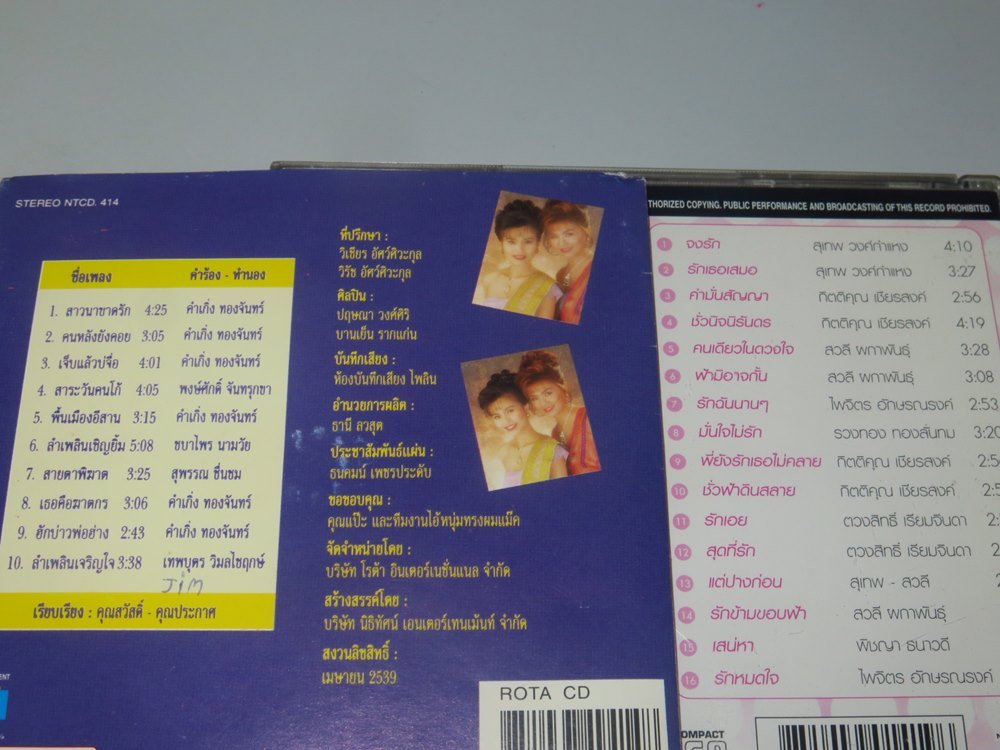 STEREO NTCD. 414
ชื่อเพลง คำร้อง - ทำนอง
1. สาวนาขาดรัก 4:25 คำเกิ่ง ทองจันทร์
2. คนหลังยังคอย 3:05 คำเกิ่ง ทองจันทร์
3. เจ็บแล้วบ่จื่อ 4:01 คำเกิ่ง ทองจันทร์
4. สาระวันคนโก้ 4:05 พงษ์ศักดิ์ จันทรุกขา
5. พื้นเมืองอีสาน 3:15 คำเกิ่ง ทองจันทร์
6. ลำเพลินเชิญยิ้ม 5:08 ชบาไพร นามวัย
7. สายตาพิฆาต 3:25 สุพรรณ ชื่นชม
8. เธอคือฆาตกร 3:06 คำเกิ่ง ทองจันทร์
9. ฮักบ่าวพ่อฮ่าง 2:43 คำเกิ่ง ทองจันทร์
10. ลำเพลินเจริญใจ 3:38 เทพบุตร วิมลไชยฤกษ์
JIM
เรียบเรียง : คุณสวัสดิ์ - คุณประกาศ
ที่ปรึกษา :
วิเชียร อัศว์ศิวะกุล
วิรัช อัศว์ศิวะกุล
ศิลปิน :
ปฤษณา วงศ์ศิริ
บานเย็น รากแก่น
บันทึกเสียง :
ห้องบันทึกเสียง ไพลิน
อำนวยการผลิต :
ธานี ลวสุต
ประชาสัมพันธ์แผ่น :
ธนคมน์ เพชรประดับ
ขอขอบคุณ :
คุณแป๊ะ และทีมงานไอ้หนุ่มทรงผมแม๊ค
จัดจำหน่ายโดย :
บริษัท โรต้า อินเตอร์เนชั่นแนล จำกัด
สร้างสรรค์โดย :
บริษัท นิธิทัศน์ เอนเตอร์เทนเม้นท์ จำกัด
สงวนลิขสิทธิ์ :
เมษายน 2539
ROTA CD
THORIZED COPYING. PUBLIC PERFORMANCE AND BROADCASTING OF THIS RECORD PROHIBITED.
1 จงรัก สุเทพ วงศ์กำแหง 4:10
2 รักเธอเสมอ สุเทพ วงศ์กำแหง 3:27
3 คำมั่นสัญญา กิตติคุณ เชียรสงค์ 2:56
4 ชั่วนิจนิรันดร กิตติคุณ เชียรสงค์ 4:19
5 คนเดียวในดวงใจ สวลี ผกาพันธุ์ 3:28
6 ฟ้ามิอาจกั้น สวลี ผกาพันธุ์ 3:08
7 รักฉันนานๆ ไพจิตร อักษรณรงค์ 2:53
8 มั่นใจไม่รัก รวงทอง ทองลั่นทม 3:20
9 พี่ยังรักเธอไม่คลาย กิตติคุณ เชียรสงค์
10 ชั่วฟ้าดินสลาย กิตติคุณ เชียรสงค์
11 รักเอย ดวงสิทธิ์ เรียมจินดา
12 สุดที่รัก ดวงสิทธิ์ เรียมจินดา
13 แต่ปางก่อน สุเทพ - สวลี
14 รักข้ามขอบฟ้า สวลี ผกาพันธุ์
15 เสน่หา พิชญา ธนาวดี
16 รักหมดใจ ไพจิตร อักษรณรงค์